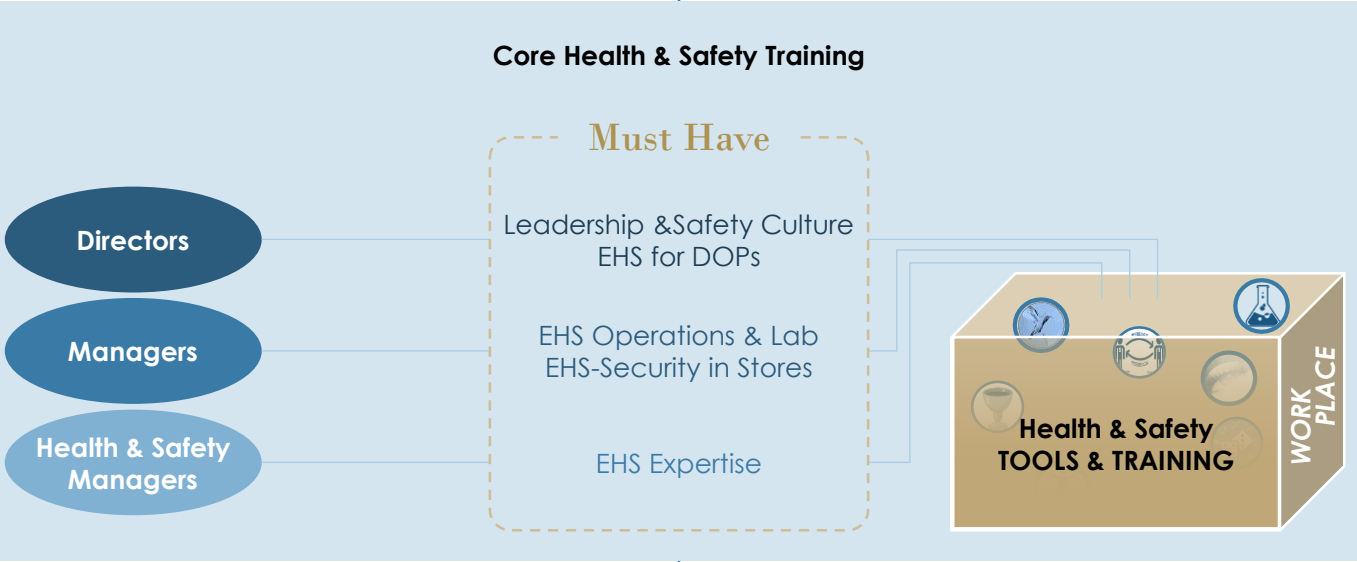 Core Health & Safety Training
Must Have
Directors
Leadership &Safety Culture
EHS for DOPs
Managers
EHS Operations & Lab
EHS-Security in Stores
Health & Safety
Managers
EHS Expertise
Health & Safety
TOOLS & TRAINING
WORK
PLACE